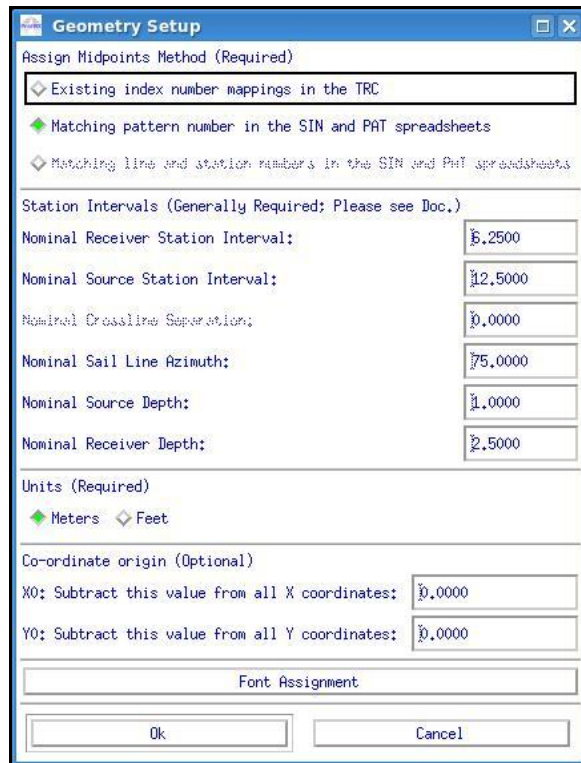 Geometry Setup
Assign Midpoints Method (Required)
Existing index number mappings in the TRC
Matching pattern number in the SIN and PAT spreadsheets
Matching line and station numbers in the SIN and PAT spreadsheets
Station Intervals (Generally Required; Please see Doc.)
Nominal Receiver Station Interval: 6.2500
Nominal Source Station Interval: 12.5000
Nominal Crossline Separation: 0.0000
Nominal Sail Line Azimuth: 75.0000
Nominal Source Depth: 1.0000
Nominal Receiver Depth: 2.5000
Units (Required)
Meters Feet
Co-ordinate origin (Optional)
X0: Subtract this value from all X coordinates: 0.0000
Y0: Subtract this value from all Y coordinates: 0.0000
Font Assignment
Ok Cancel